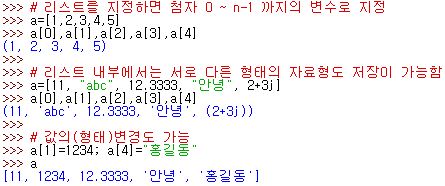 >>> # 리스트를 지정하면 첨자 0 ~ n-1 까지의 변수로 지정
>>> a=[1,2,3,4,5]
>>> a[0],a[1],a[2],a[3],a[4]
(1, 2, 3, 4, 5)
>>>
>>> # 리스트 내부에서는 서로 다른 형태의 자료형도 저장이 가능함
>>> a=[11, "abc", 12.3333, "안녕", 2+3j]
>>> a[0],a[1],a[2],a[3],a[4]
(11, 'abc', 12.3333, '안녕', (2+3j))
>>>
>>> # 값의(형태)변경도 가능
>>> a[1]=1234; a[4]="홍길동"
>>> a
[11, 1234, 12.3333, '안녕', '홍길동']